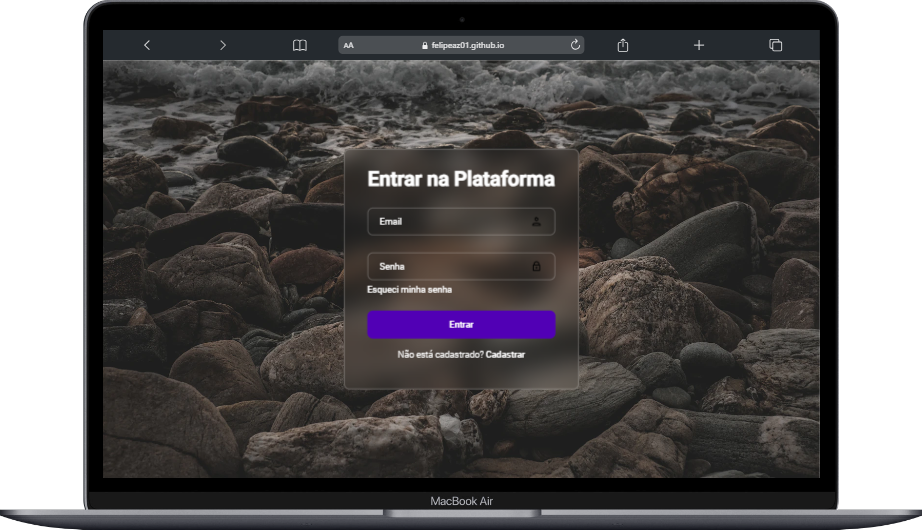 AA
felipeaz01.github.io
Entrar na Plataforma
Email
Senha
Esqueci minha senha
Entrar
Não está cadastrado? Cadastrar
MacBook Air